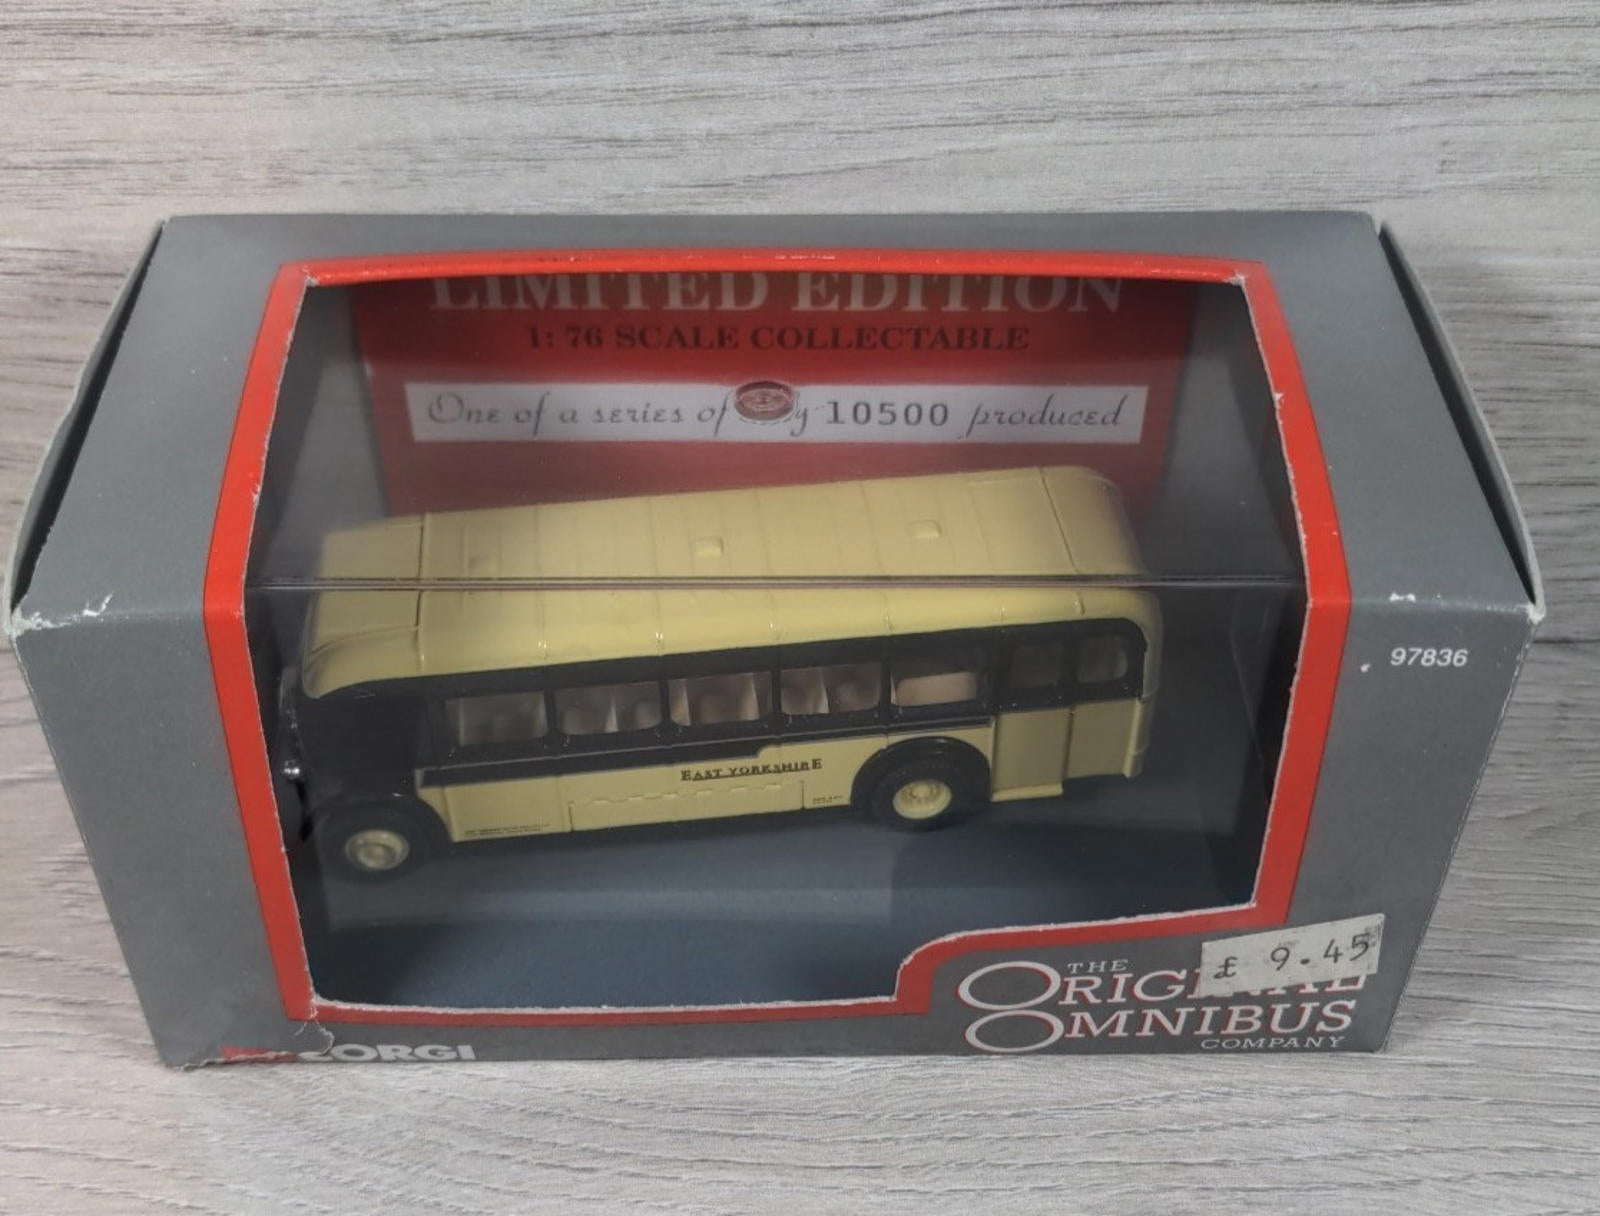 LIMITED EDITION
1: 76 SCALE COLLECTABLE
One of a series of y 10500 produced
EAST YORKSHIRE
97836
£ 9.45
THE
ORIGINAL
OMNIBUS
COMPANY
CORGI